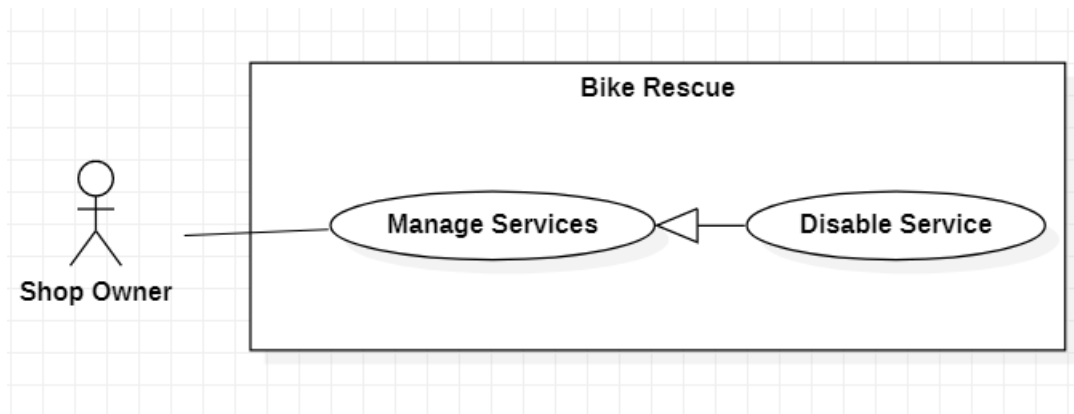 Bike Rescue
Manage Services
Disable Service
Shop Owner